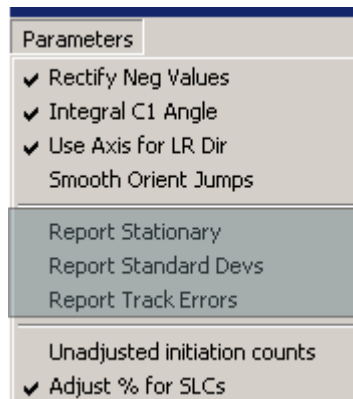 Parameters
Rectify Neg Values
Integral C1 Angle
Use Axis for LR Dir
Smooth Orient Jumps
Report Stationary
Report Standard Devs
Report Track Errors
Unadjusted initiation counts
Adjust % for SLCs